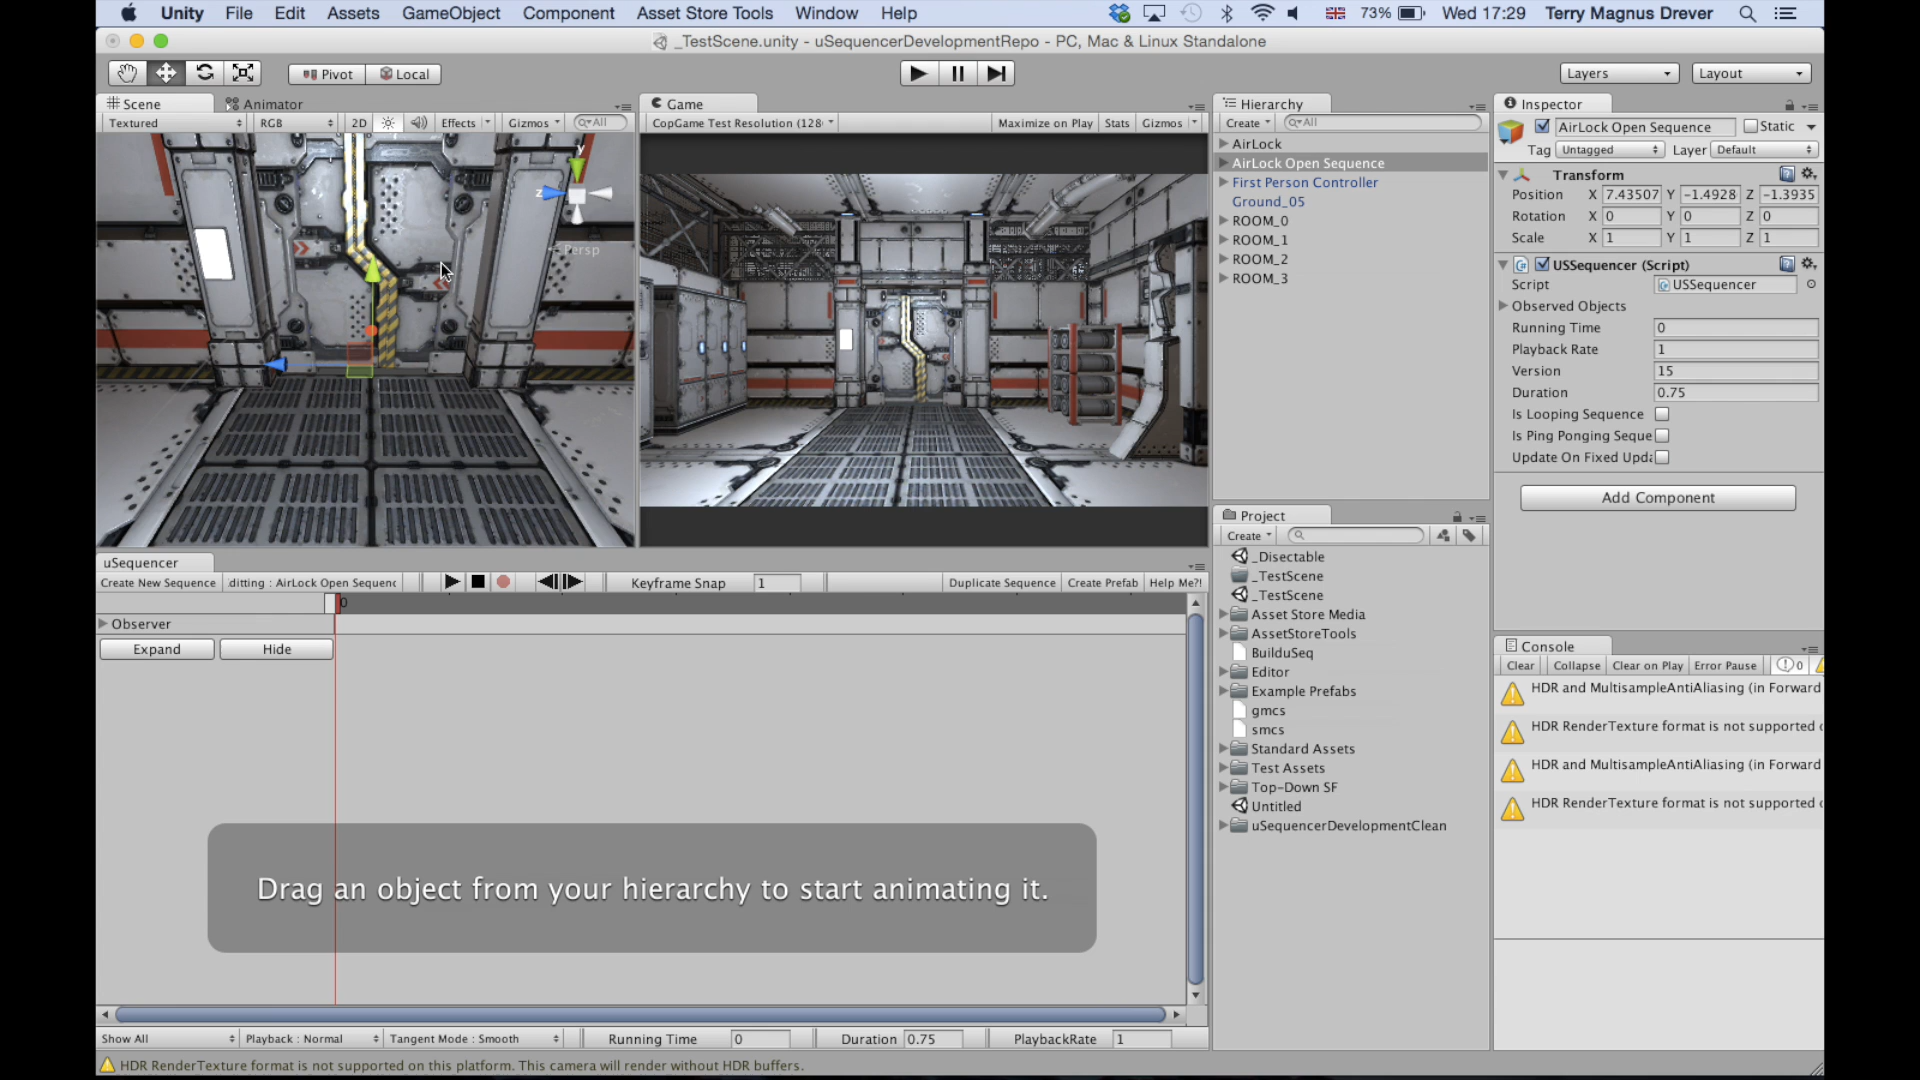 Unity File Edit Assets GameObject Component Asset Store Tools Window Help 73% Wed 17:29 Terry Magnus Drever
_TestScene.unity - uSequencerDevelopmentRepo - PC, Mac & Linux Standalone
Pivot Local Layers Layout
Scene Animator
Textured RGB 2D Effects Gizmos All
y
z
Persp
Game
CopGame Test Resolution (128 Maximize on Play Stats Gizmos
Hierarchy
Create All
AirLock
AirLock Open Sequence
First Person Controller
Ground_05
ROOM_0
ROOM_1
ROOM_2
ROOM_3
Inspector
AirLock Open Sequence Static
Tag Untagged Layer Default
Transform
Position X 7.43507 Y -1.4928 Z -1.3935
Rotation X 0 Y 0 Z 0
Scale X 1 Y 1 Z 1
USSequencer (Script)
Script USSequencer
Observed Objects
Running Time 0
Playback Rate 1
Version 15
Duration 0.75
Is Looping Sequence
Is Ping Ponging Seque
Update On Fixed Upda
Add Component
Project
Create
_Disectable
_TestScene
_TestScene
Asset Store Media
AssetStoreTools
BuilduSeq
Editor
Example Prefabs
gmcs
smcs
Standard Assets
Test Assets
Top-Down SF
Untitled
uSequencerDevelopmentClean
Console
Clear Collapse Clear on Play Error Pause 0
HDR and MultisampleAntiAliasing (in Forward
HDR RenderTexture format is not supported o
HDR and MultisampleAntiAliasing (in Forward
HDR RenderTexture format is not supported o
uSequencer
Create New Sequence ditting : AirLock Open Sequenc Keyframe Snap 1 Duplicate Sequence Create Prefab Help Me?!
0
Observer
Expand Hide
Drag an object from your hierarchy to start animating it.
Show All Playback : Normal Tangent Mode : Smooth Running Time 0 Duration 0.75 PlaybackRate 1
HDR RenderTexture format is not supported on this platform. This camera will render without HDR buffers.